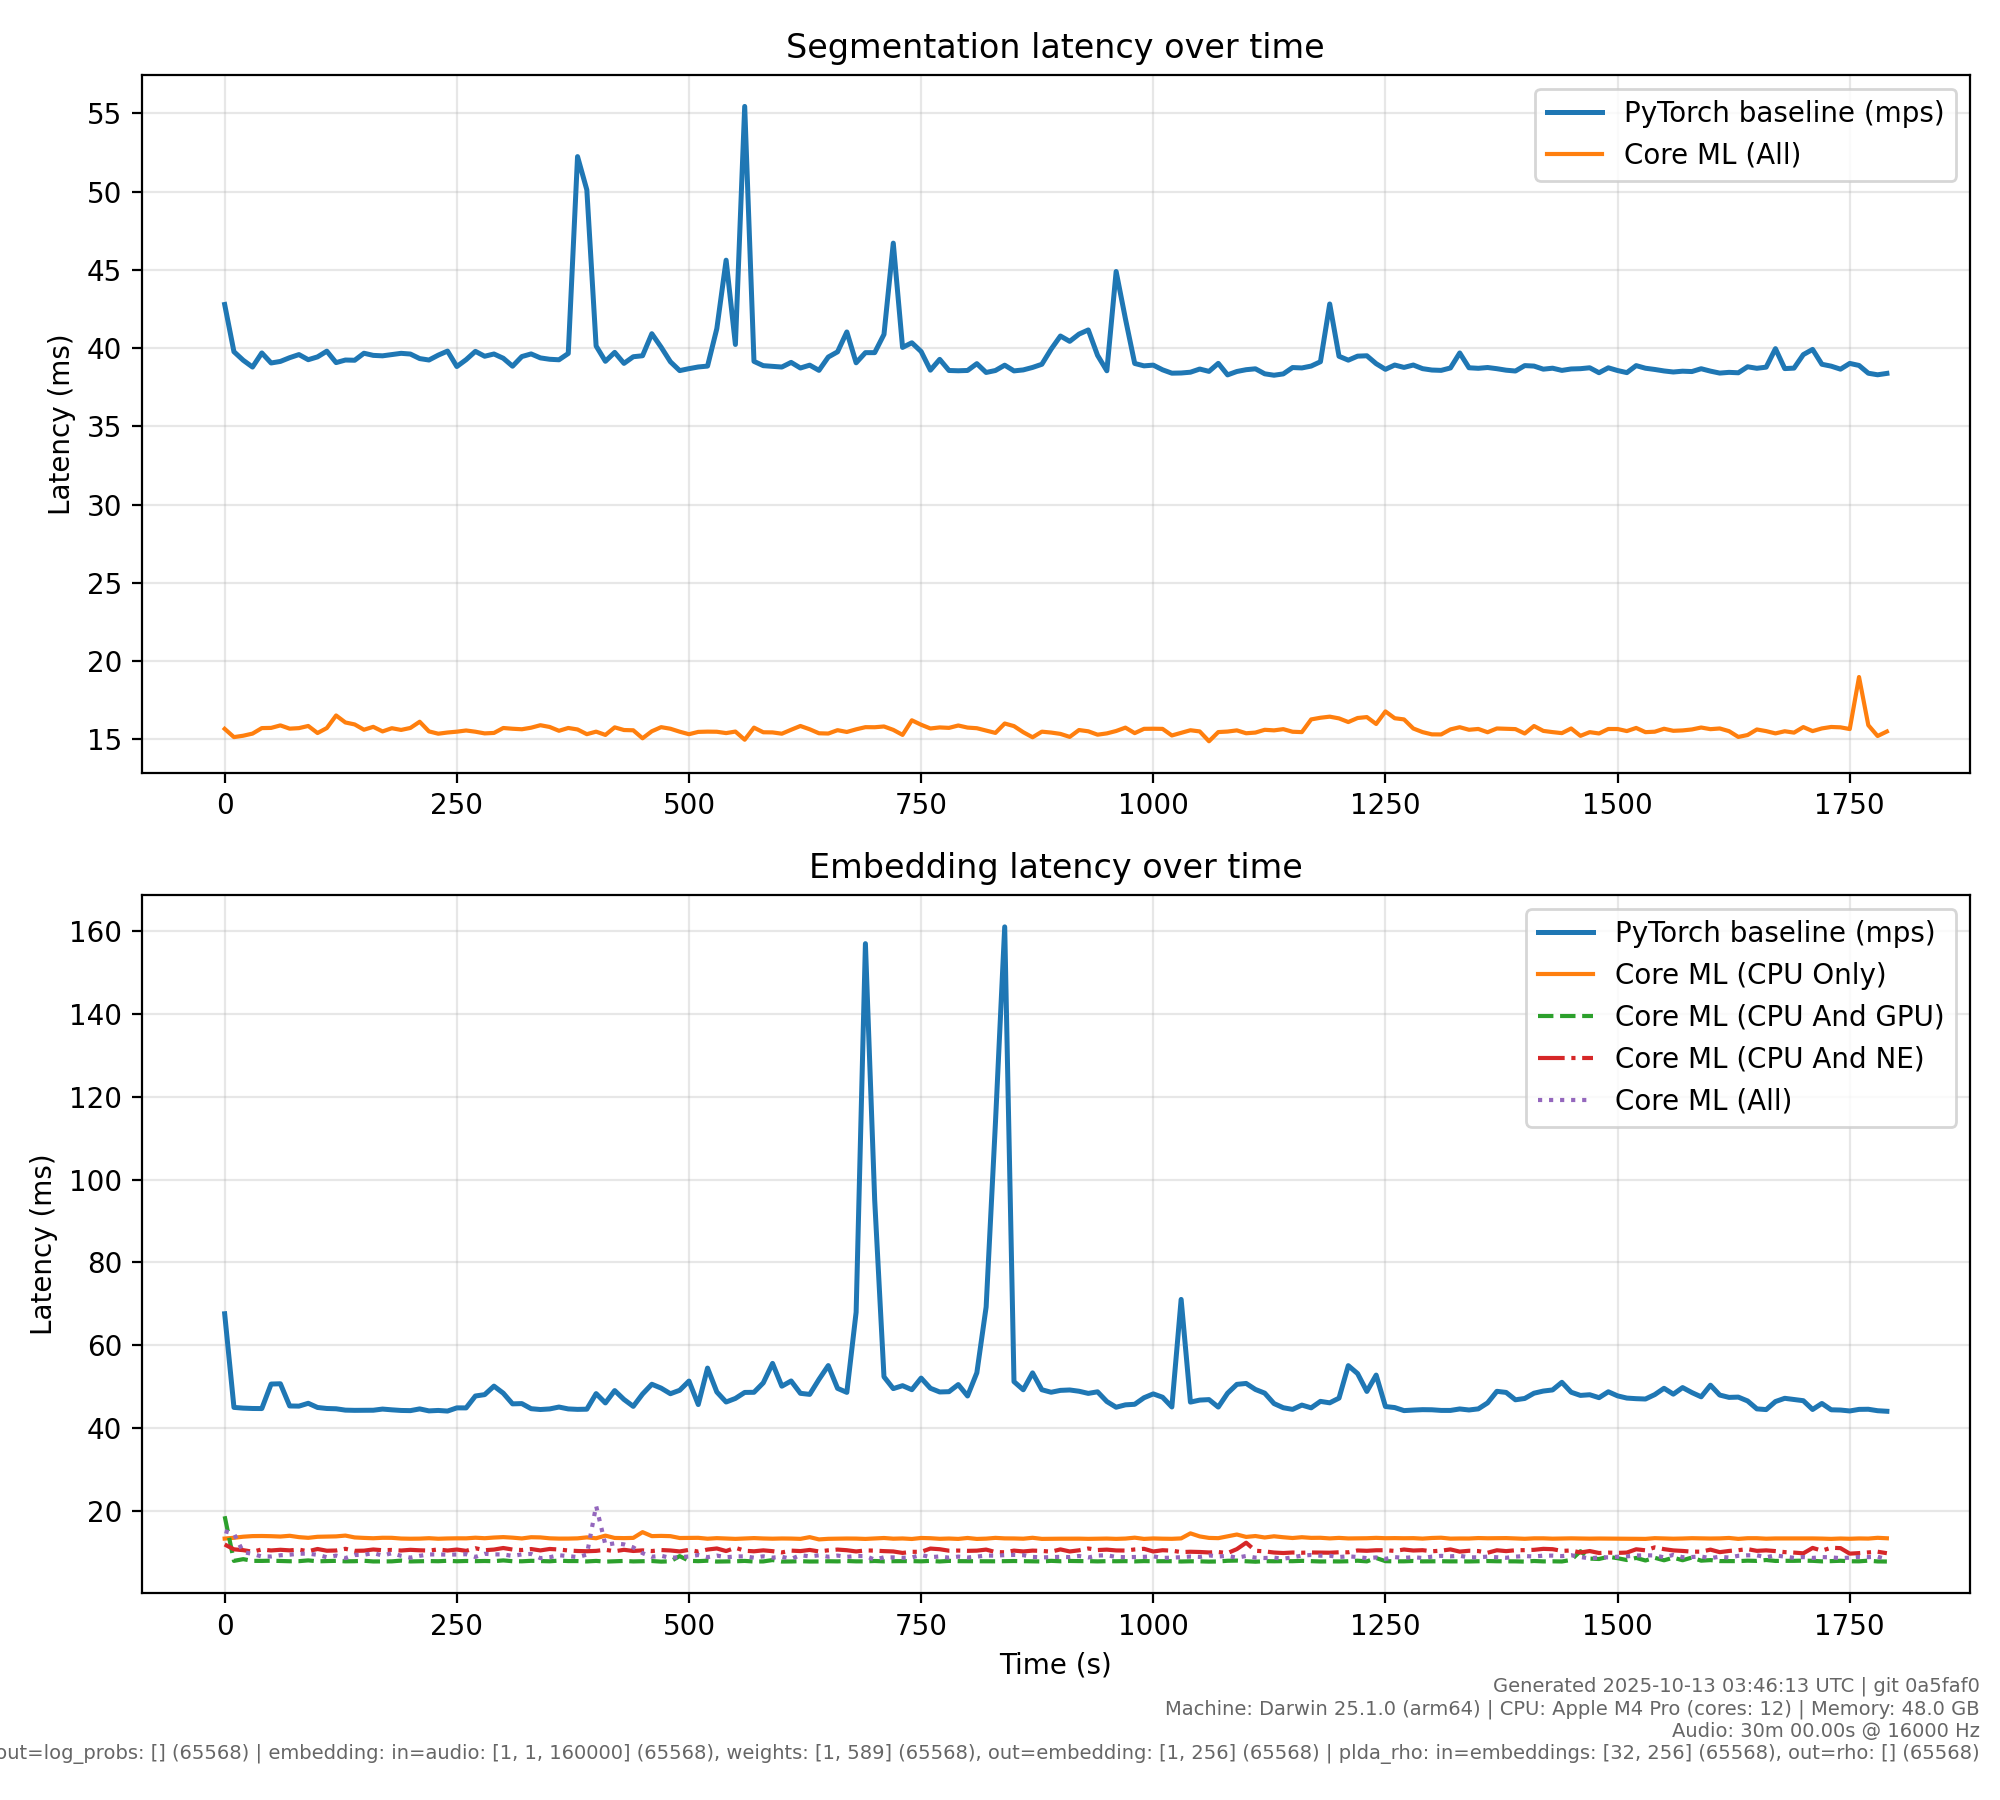 Segmentation latency over time
Latency (ms)
55
50
45
40
35
30
25
20
15
PyTorch baseline (mps)
Core ML (All)
0 250 500 750 1000 1250 1500 1750
Embedding latency over time
Latency (ms)
160
140
120
100
80
60
40
20
PyTorch baseline (mps)
Core ML (CPU Only)
Core ML (CPU And GPU)
Core ML (CPU And NE)
Core ML (All)
0 250 500 750 1000 1250 1500 1750
Time (s)
Generated 2025-10-13 03:46:13 UTC | git 0a5faf0
Machine: Darwin 25.1.0 (arm64) | CPU: Apple M4 Pro (cores: 12) | Memory: 48.0 GB
Audio: 30m 00.00s @ 16000 Hz
out=log_probs: [] (65568) | embedding: in=audio: [1, 1, 160000] (65568), weights: [1, 589] (65568), out=embedding: [1, 256] (65568) | plda_rho: in=embeddings: [32, 256] (65568), out=rho: [] (65568)